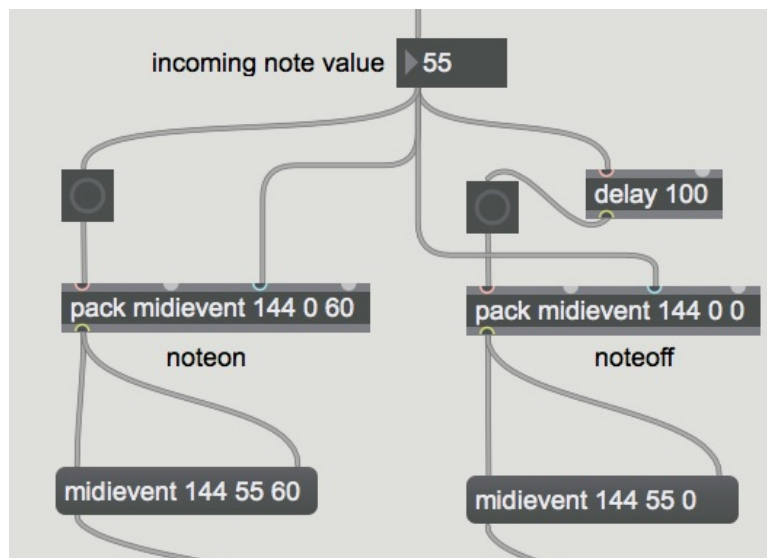 incoming note value
55
delay 100
pack midievent 144 0 60
pack midievent 144 0 0
noteon
noteoff
midievent 144 55 60
midievent 144 55 0